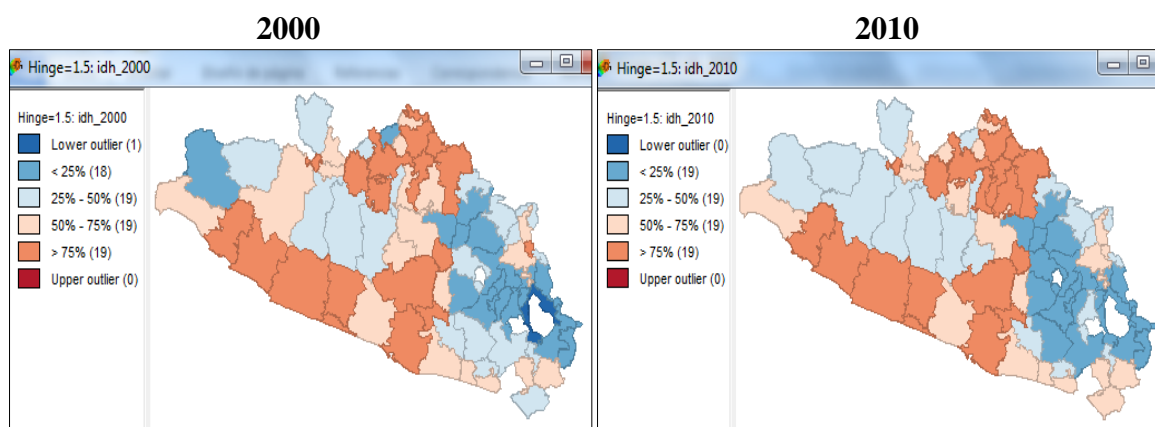 2000
2010
Hinge=1.5: idh_2000
Hinge=1.5: idh_2000
Lower outlier (1)
< 25% (18)
25% - 50% (19)
50% - 75% (19)
> 75% (19)
Upper outlier (0)
Hinge=1.5: idh_2010
Hinge=1.5: idh_2010
Lower outlier (0)
< 25% (19)
25% - 50% (19)
50% - 75% (19)
> 75% (19)
Upper outlier (0)